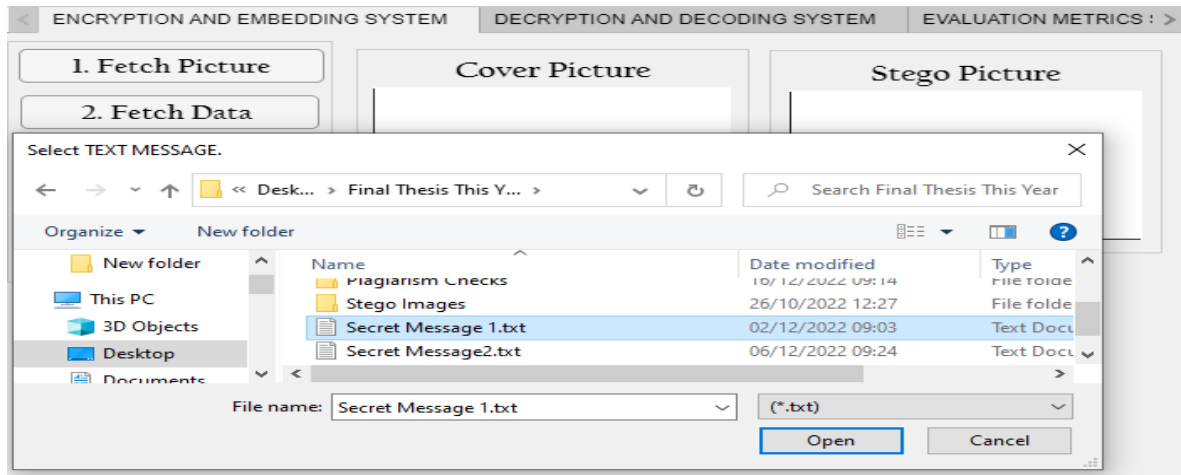 < ENCRYPTION AND EMBEDDING SYSTEM DECRYPTION AND DECODING SYSTEM EVALUATION METRICS S >
1. Fetch Picture Cover Picture Stego Picture
2. Fetch Data
Select TEXT MESSAGE.
« Desk... > Final Thesis This Y... > Search Final Thesis This Year
Organize New folder
New folder Name Date modified Type
Plagiarism Checks 16/12/2022 09:14 File folde
This PC Stego Images 26/10/2022 12:27 File folde
3D Objects Secret Message 1.txt 02/12/2022 09:03 Text Docu
Desktop Secret Message2.txt 06/12/2022 09:24 Text Docu
Documents
File name: Secret Message 1.txt (*.txt)
Open Cancel